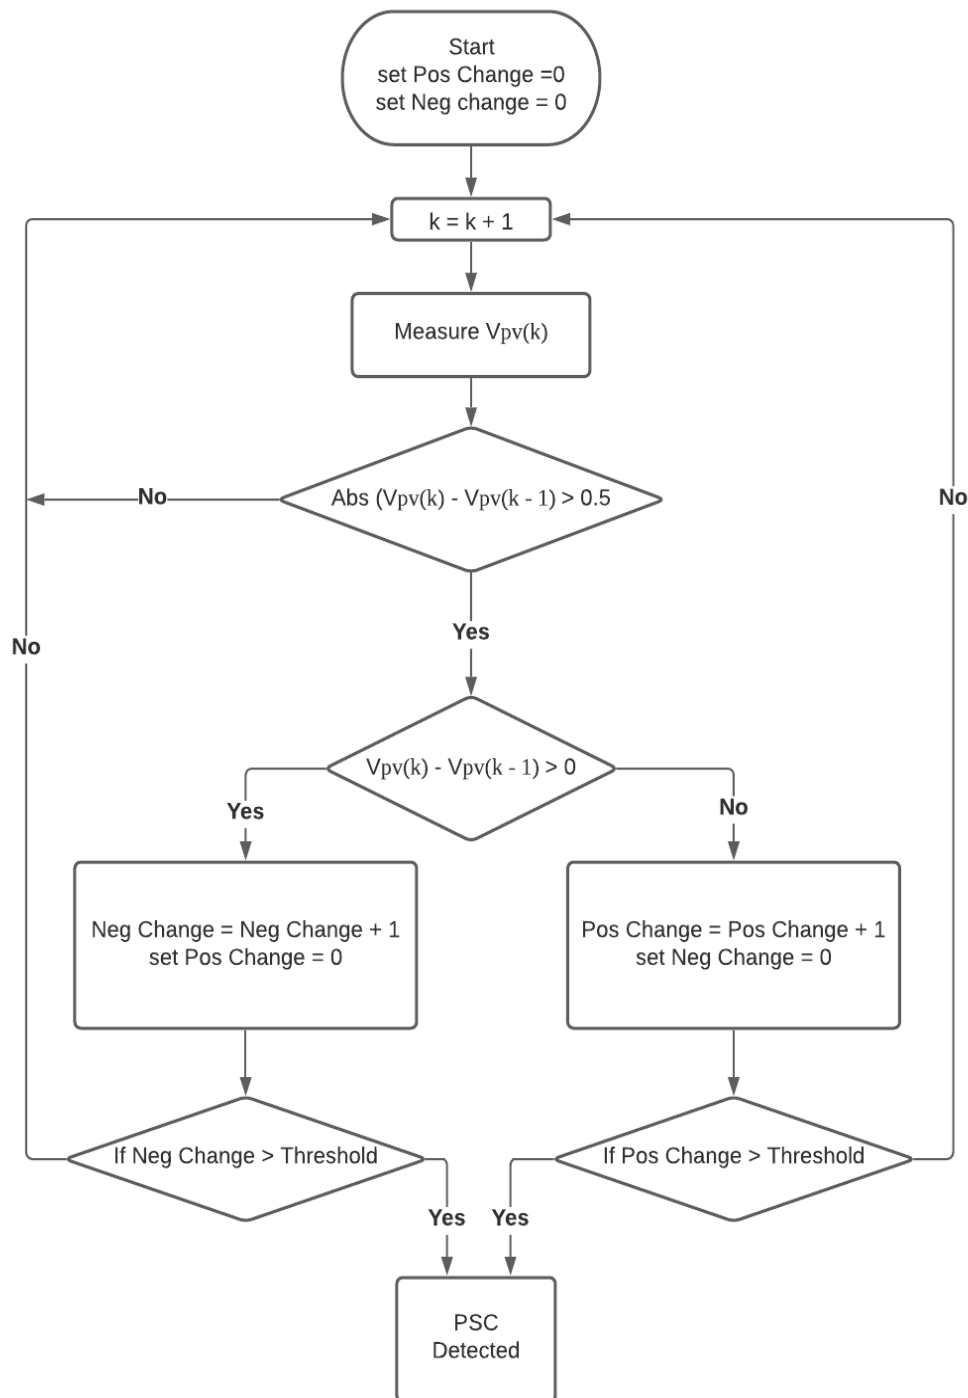 Start
set Pos Change =0
set Neg change = 0
k = k + 1
Measure Vpv(k)
Abs (Vpv(k) - Vpv(k - 1) > 0.5
No
No
Yes
No
Vpv(k) - Vpv(k - 1) > 0
Yes
No
Neg Change = Neg Change + 1
set Pos Change = 0
Pos Change = Pos Change + 1
set Neg Change = 0
If Neg Change > Threshold
If Pos Change > Threshold
Yes
Yes
PSC
Detected